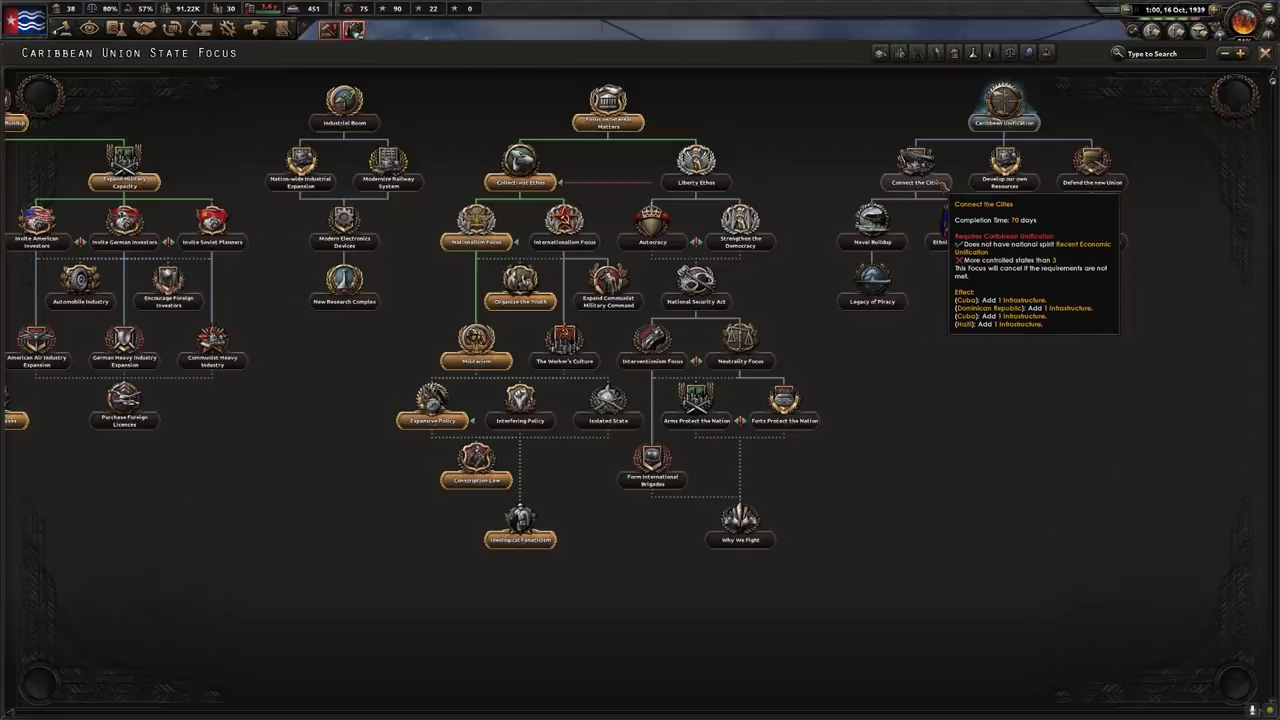 38 80% 57% 91.22K 30 1.6y 451 75 90 22 0
1:00, 16 Oct, 1939
Caribbean Union State Focus
Type to Search
Buildup
Industrial Boom
Focus on Internal
Matters
Caribbean Unification
Expand Military
Capacity
Nation-wide Industrial
Expansion
Modernize Railway
System
Collectivist Ethos
Liberty Ethos
Connect the Cities
Develop our own
Resources
Defend the new Union
Invite American
Investors
Invite German Investors
Invite Soviet Planners
Modern Electronics
Devices
Nationalism Focus
Internationalism Focus
Autocracy
Strengthen the
Democracy
Naval Buildup
Ethni
Automobile Industry
Encourage Foreign
Investors
New Research Complex
Organize the Youth
Expand Communist
Military Command
National Security Act
Legacy of Piracy
American Air Industry
Expansion
German Heavy Industry
Expansion
Communist Heavy
Industry
Militarism
The Worker's Culture
Interventionism Focus
Neutrality Focus
Purchase Foreign
Licences
Expansive Policy
Interfering Policy
Isolated State
Arms Protect the Nation
Forts Protect the Nation
Conscription Law
Form International
Brigades
Ideological Fanaticism
Why We Fight
Connect the Cities
Completion Time: 70 days
Requires Caribbean Unification
Does not have national spirit Recent Economic
Unification
More controlled states than 3
This focus will cancel if the requirements are not
met.
Effect:
(Cuba): Add 1 Infrastructure.
(Dominican Republic): Add 1 Infrastructure.
(Cuba): Add 1 Infrastructure.
(Haiti): Add 1 Infrastructure.